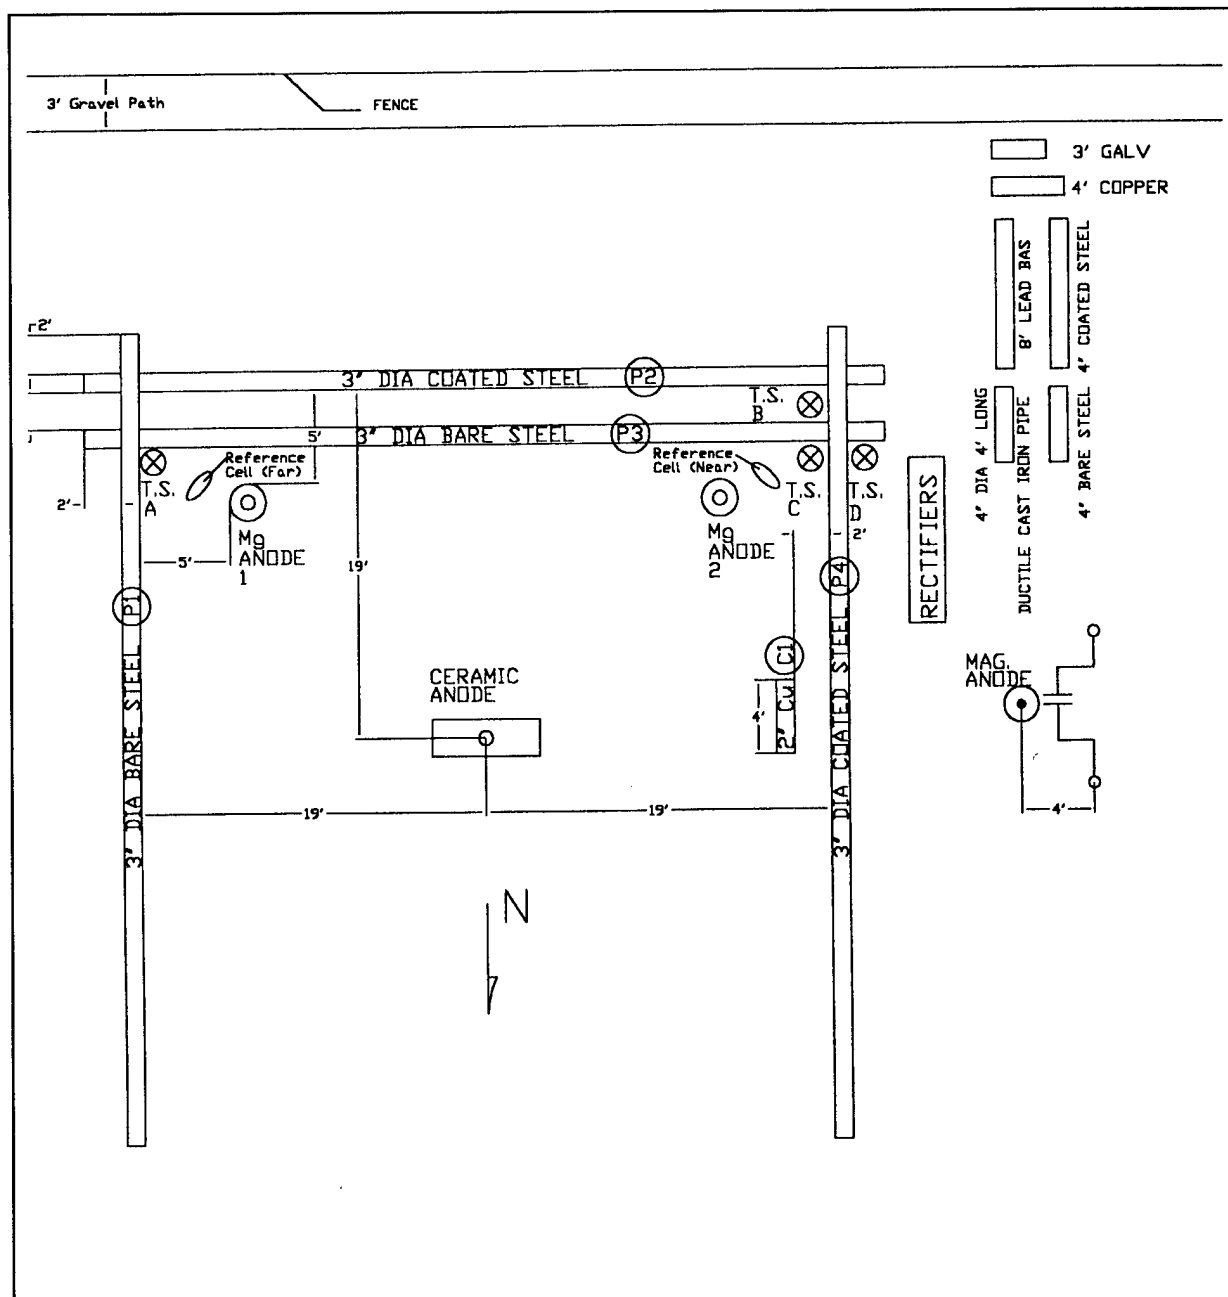 3' Gravel Path
FENCE
3' GALV
4' COPPER
8' LEAD BAS
4' COATED STEEL
2'
3" DIA COATED STEEL
P2
T.S.
B
5'
3" DIA BARE STEEL
P3
Reference
Cell (Far)
Reference
Cell (Near)
T.S.
A
2'
T.S.
C
T.S.
D
2'
Mg
ANODE
1
5'
Mg
ANODE
2
19'
RECTIFIERS
4" DIA 4' LONG
DUCTILE CAST IRON PIPE
4' BARE STEEL
P1
3" DIA BARE STEEL
P4
3" DIA COATED STEEL
C1
2" Cu
4'
CERAMIC
ANODE
MAG.
ANODE
4'
19'
19'
N